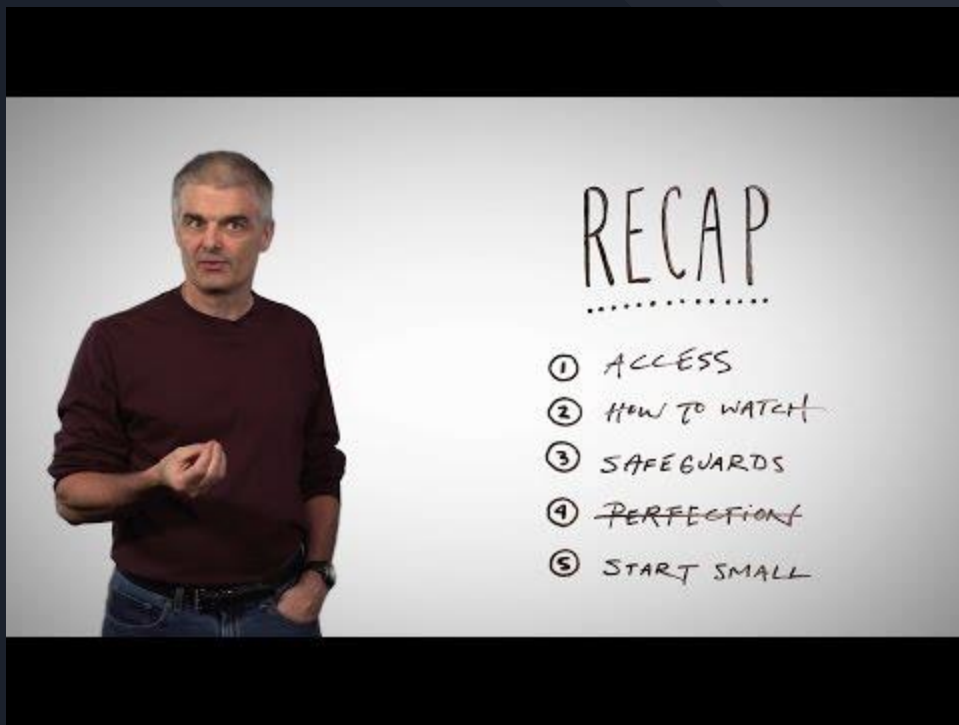 RECAP
① ACCESS
② HOW TO WATCH
③ SAFEGUARDS
④ ~~PERFECTION~~
⑤ START SMALL